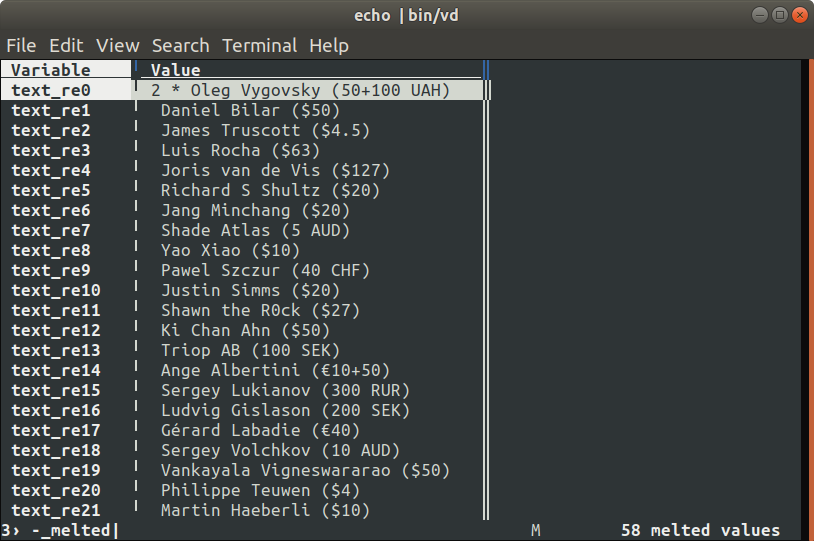 echo |bin/vd
File Edit View Search Terminal Help
Variable Value
text_re0 2 * Oleg Vygovsky (50+100 UAH)
text_re1 Daniel Bilar ($50)
text_re2 James Truscott ($4.5)
text_re3 Luis Rocha ($63)
text_re4 Joris van de Vis ($127)
text_re5 Richard S Shultz ($20)
text_re6 Jang Minchang ($20)
text_re7 Shade Atlas (5 AUD)
text_re8 Yao Xiao ($10)
text_re9 Pawel Szczur (40 CHF)
text_re10 Justin Simms ($20)
text_re11 Shawn the R0ck ($27)
text_re12 Ki Chan Ahn ($50)
text_re13 Triop AB (100 SEK)
text_re14 Ange Albertini (€10+50)
text_re15 Sergey Lukianov (300 RUR)
text_re16 Ludvig Gislason (200 SEK)
text_re17 Gérard Labadie (€40)
text_re18 Sergey Volchkov (10 AUD)
text_re19 Vankayala Vigneswararao ($50)
text_re20 Philippe Teuwen ($4)
text_re21 Martin Haeberli ($10)
3› -_melted| M 58 melted values